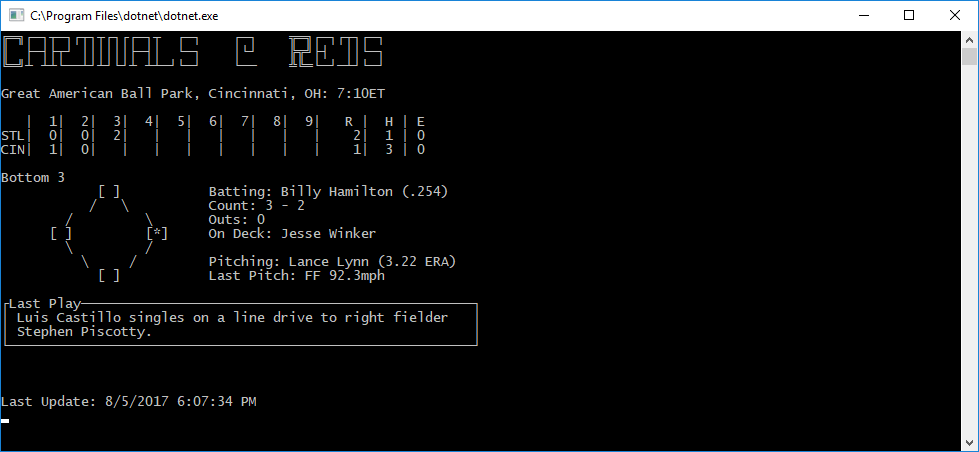 C:\Program Files\dotnet\dotnet.exe
CARDINALS @ REDS
Great American Ball Park, Cincinnati, OH: 7:10ET
| 1| 2| 3| 4| 5| 6| 7| 8| 9| R | H | E
STL| 0| 0| 2| | | | | | | 2| 1 | 0
CIN| 1| 0| | | | | | | | 1| 3 | 0
Bottom 3
[ ] Batting: Billy Hamilton (.254)
/ \ Count: 3 - 2
/ \ Outs: 0
[ ] [*] On Deck: Jesse Winker
\ /
\ / Pitching: Lance Lynn (3.22 ERA)
[ ] Last Pitch: FF 92.3mph
Last Play
Luis Castillo singles on a line drive to right fielder
Stephen Piscotty.
Last Update: 8/5/2017 6:07:34 PM